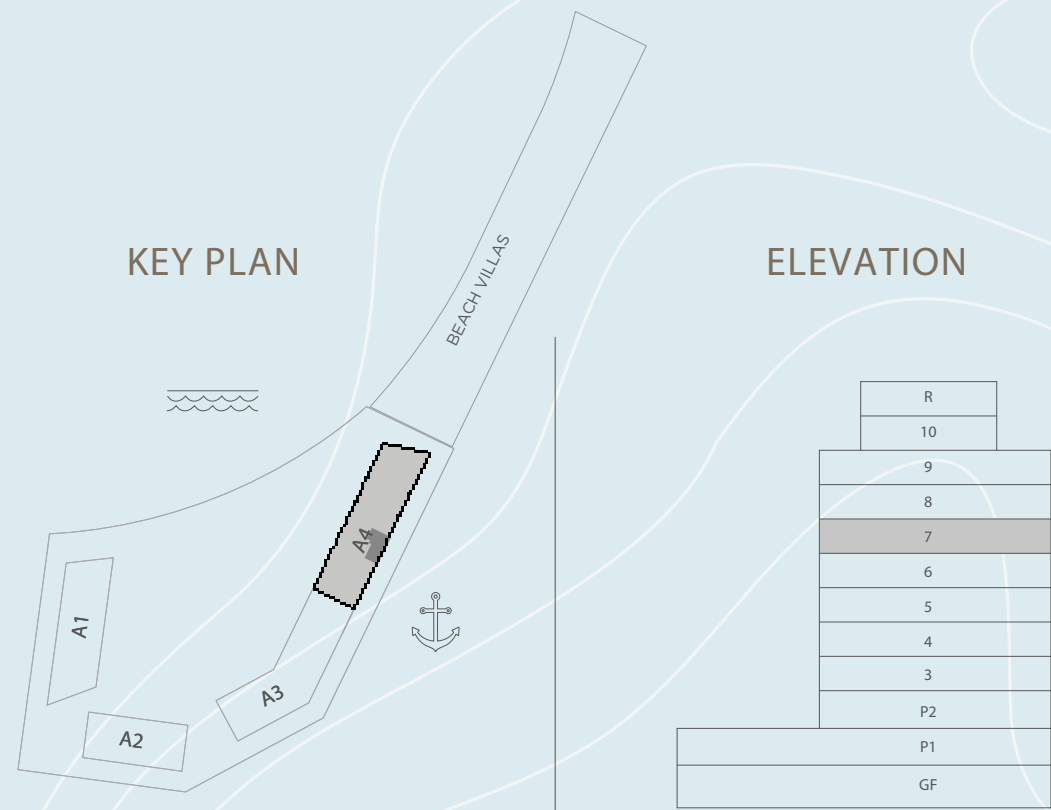 KEY PLAN
BEACH VILLAS
A4
A1
A3
A2
ELEVATION
R
10
9
8
7
6
5
4
3
P2
P1
GF